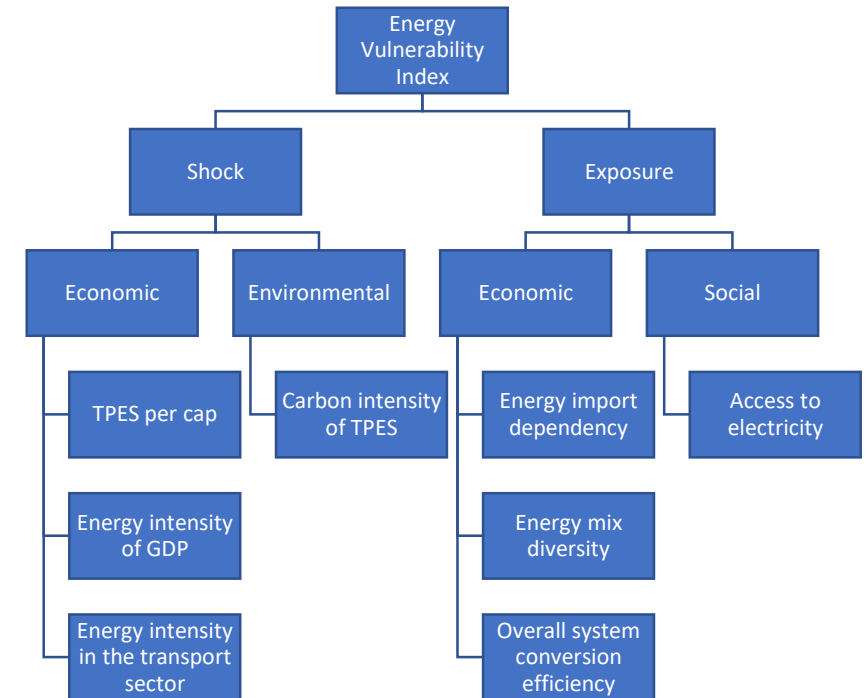 Energy
Vulnerability
Index
Shock
Exposure
Economic
Environmental
Economic
Social
TPES per cap
Carbon intensity
of TPES
Energy import
dependency
Access to
electricity
Energy intensity
of GDP
Energy mix
diversity
Energy intensity
in the transport
sector
Overall system
conversion
efficiency